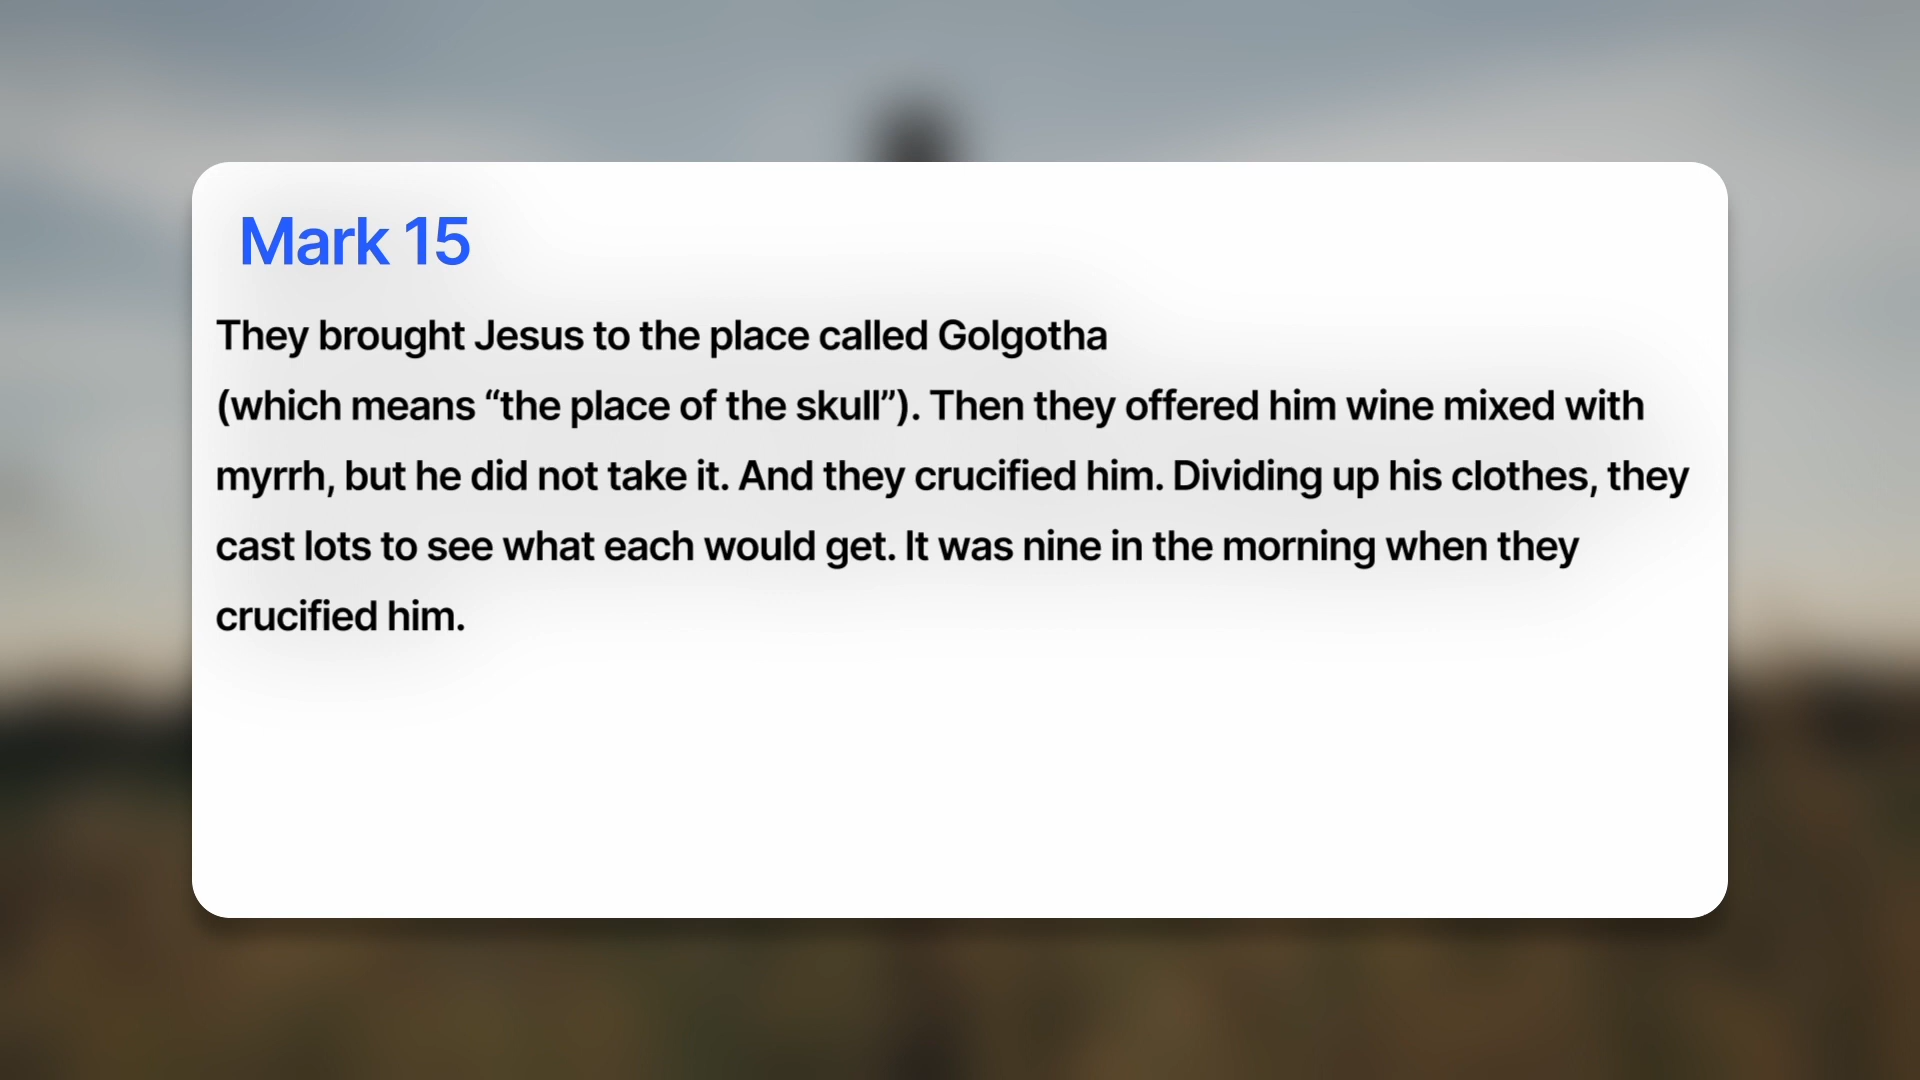 Mark 15
They brought Jesus to the place called Golgotha
(which means “the place of the skull”). Then they offered him wine mixed with
myrrh, but he did not take it. And they crucified him. Dividing up his clothes, they
cast lots to see what each would get. It was nine in the morning when they
crucified him.